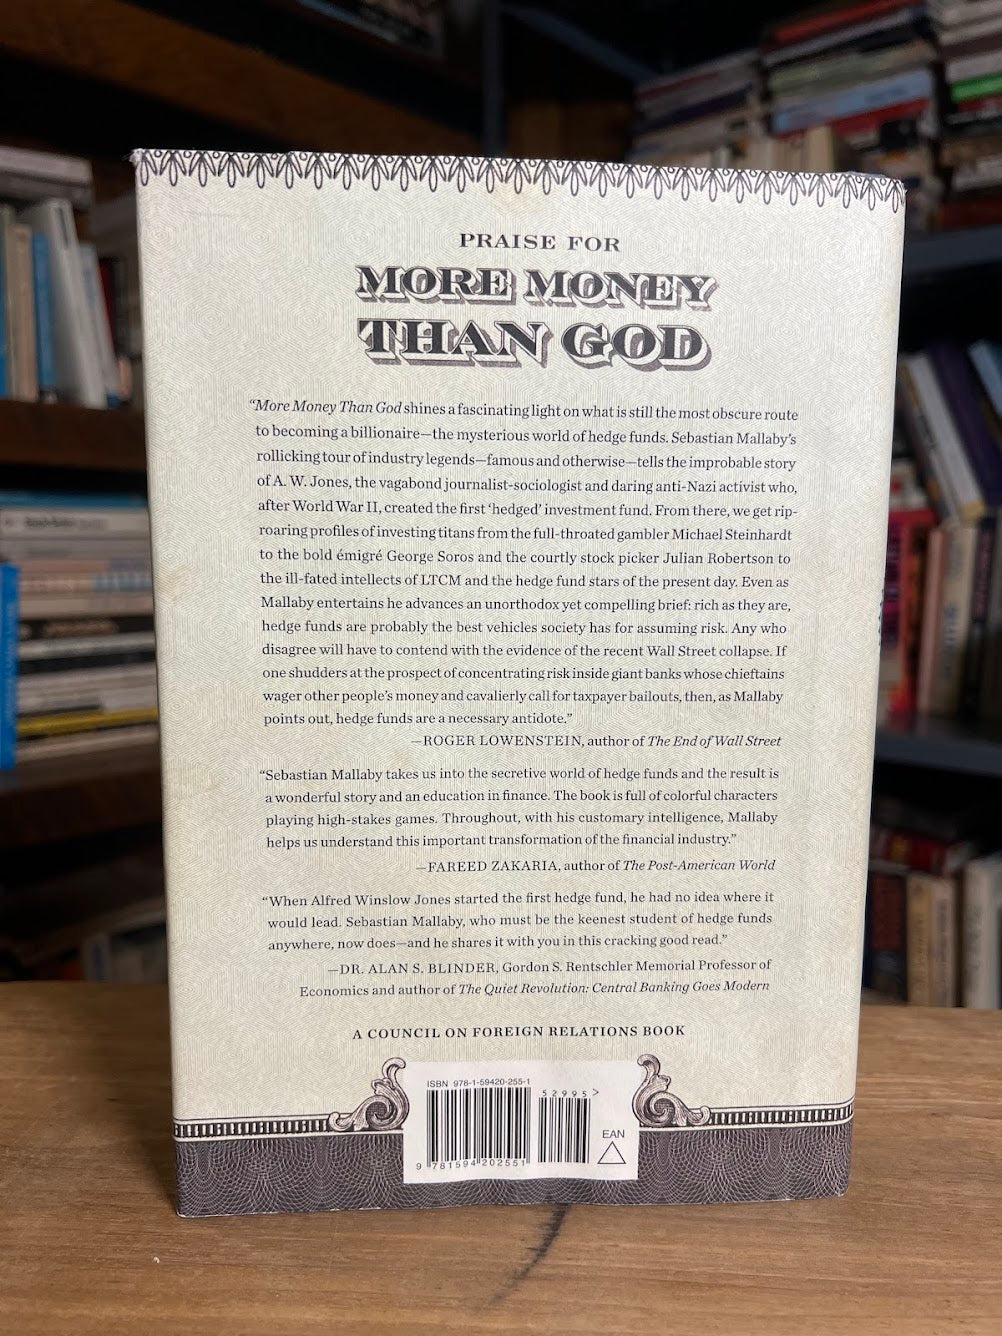 PRAISE FOR
MORE MONEY
THAN GOD
“More Money Than God shines a fascinating light on what is still the most obscure route
to becoming a billionaire—the mysterious world of hedge funds. Sebastian Mallaby’s
rollicking tour of industry legends—famous and otherwise—tells the improbable story
of A. W. Jones, the vagabond journalist-sociologist and daring anti-Nazi activist who,
after World War II, created the first ‘hedged’ investment fund. From there, we get rip-
roaring profiles of investing titans from the full-throated gambler Michael Steinhardt
to the bold émigré George Soros and the courtly stock picker Julian Robertson to
the ill-fated intellects of LTCM and the hedge fund stars of the present day. Even as
Mallaby entertains he advances an unorthodox yet compelling brief: rich as they are,
hedge funds are probably the best vehicles society has for assuming risk. Any who
disagree will have to contend with the evidence of the recent Wall Street collapse. If
one shudders at the prospect of concentrating risk inside giant banks whose chieftains
wager other people’s money and cavalierly call for taxpayer bailouts, then, as Mallaby
points out, hedge funds are a necessary antidote.”
—ROGER LOWENSTEIN, author of The End of Wall Street
“Sebastian Mallaby takes us into the secretive world of hedge funds and the result is
a wonderful story and an education in finance. The book is full of colorful characters
playing high-stakes games. Throughout, with his customary intelligence, Mallaby
helps us understand this important transformation of the financial industry.”
—FAREED ZAKARIA, author of The Post-American World
“When Alfred Winslow Jones started the first hedge fund, he had no idea where it
would lead. Sebastian Mallaby, who must be the keenest student of hedge funds
anywhere, now does—and he shares it with you in this cracking good read.”
—DR. ALAN S. BLINDER, Gordon S. Rentschler Memorial Professor of
Economics and author of The Quiet Revolution: Central Banking Goes Modern
A COUNCIL ON FOREIGN RELATIONS BOOK
ISBN 978-1-59420-255-1
52995>
EAN
9 781594 202551